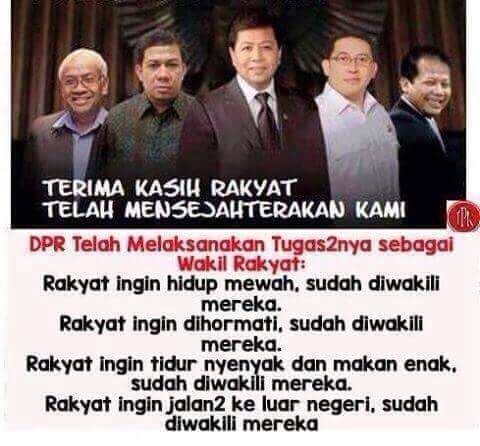 TERIMA KASIH RAKYAT
TELAH MENSEJAHTERAKAN KAMI
DPR Telah Melaksanakan Tugas2nya sebagai
Wakil Rakyat:
Rakyat ingin hidup mewah, sudah diwakili
mereka.
Rakyat ingin dihormati, sudah diwakili
mereka.
Rakyat ingin tidur nyenyak dan makan enak,
sudah diwakili mereka.
Rakyat ingin jalan2 ke luar negeri, sudah
diwakili mereka